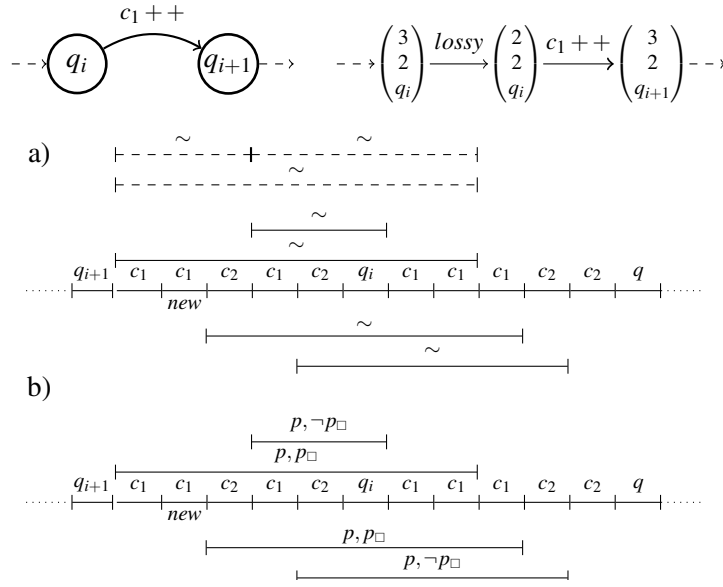 c₁ ++
qᵢ qᵢ₊₁
3 lossy 2 c₁ ++ 3
2 2 2
qᵢ qᵢ qᵢ₊₁
a)
∼ ∼
∼
∼
∼
qᵢ₊₁ c₁ c₁ c₂ c₁ c₂ qᵢ c₁ c₁ c₁ c₂ c₂ q
new
∼
∼
b)
p, ¬p□
p, p□
qᵢ₊₁ c₁ c₁ c₂ c₁ c₂ qᵢ c₁ c₁ c₁ c₂ c₂ q
new
p, p□
p, ¬p□